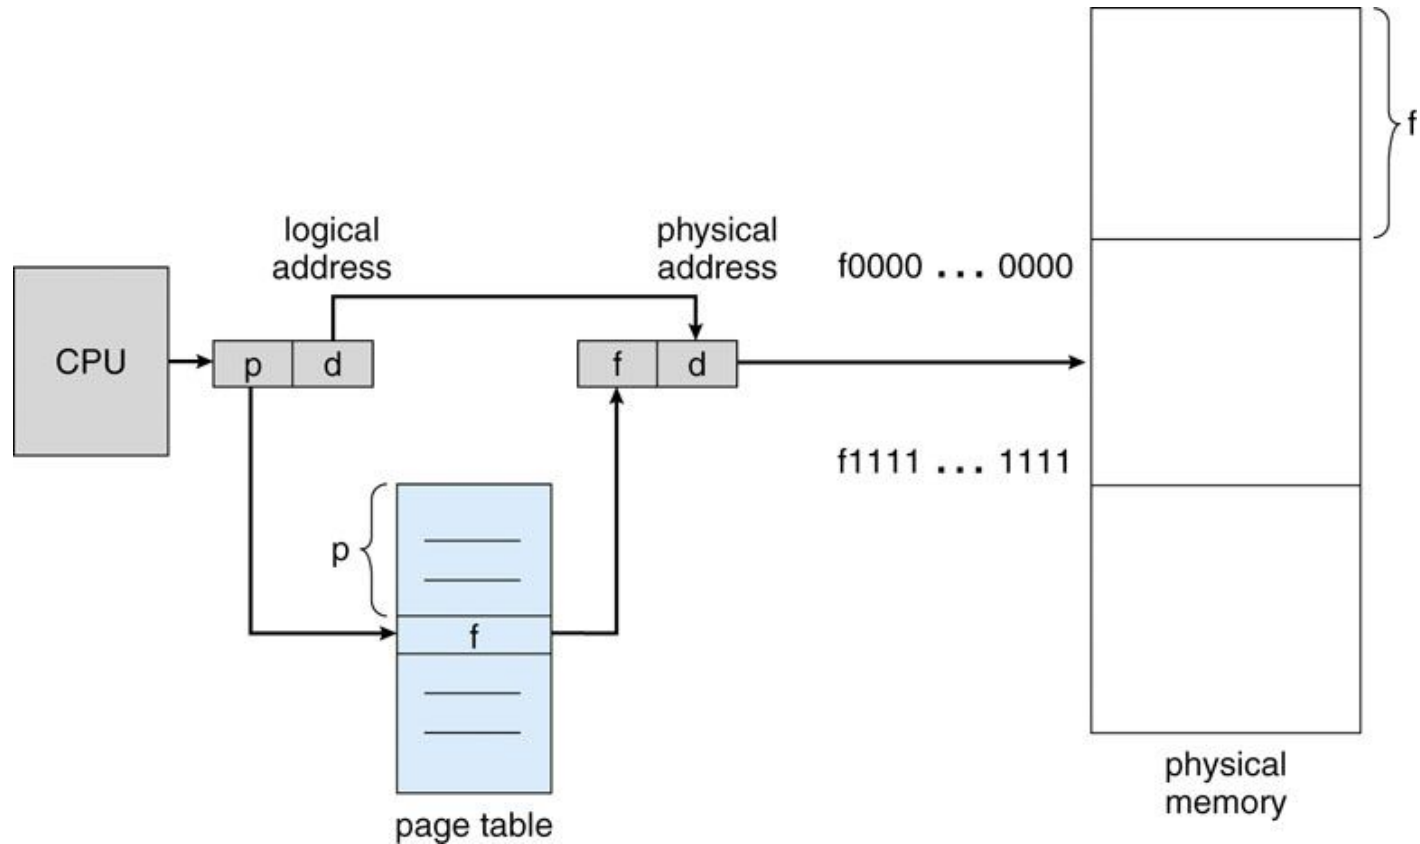 f
logical
address
physical
address
f0000 ... 0000
CPU
p
d
f
d
f1111 ... 1111
p
f
physical
memory
page table